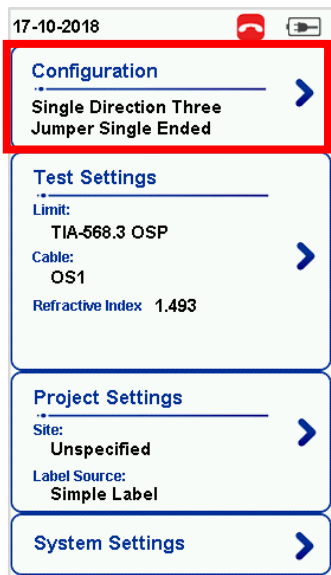 17-10-2018
Configuration
Single Direction Three
Jumper Single Ended
Test Settings
Limit:
TIA-568.3 OSP
Cable:
OS1
Refractive Index 1.493
Project Settings
Site:
Unspecified
Label Source:
Simple Label
System Settings